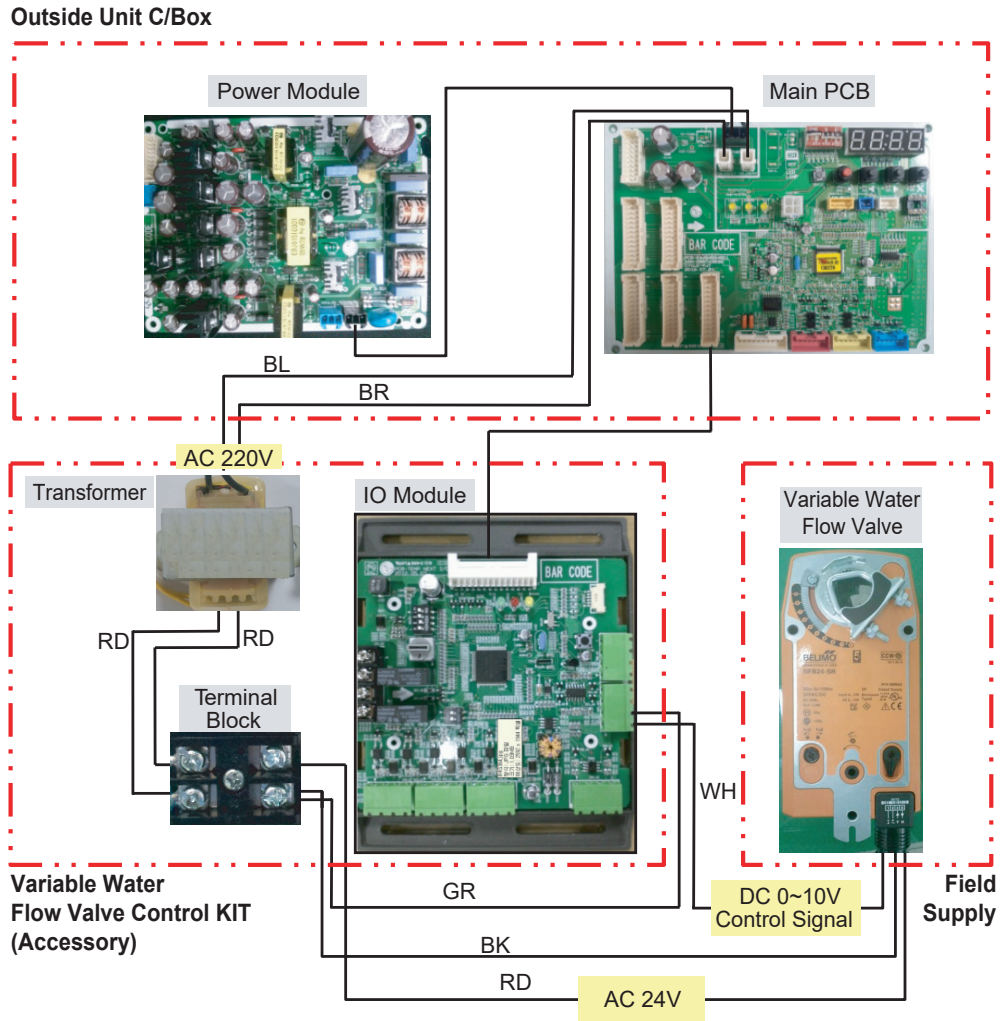 Outside Unit C/Box
Power Module
Main PCB
BAR CODE
BL
BR
AC 220V
Transformer
IO Module
BAR CODE
Variable Water
Flow Valve
BELIMO
RD
RD
Terminal
Block
WH
Variable Water
Flow Valve Control KIT
(Accessory)
GR
DC 0~10V
Control Signal
Field
Supply
BK
RD
AC 24V